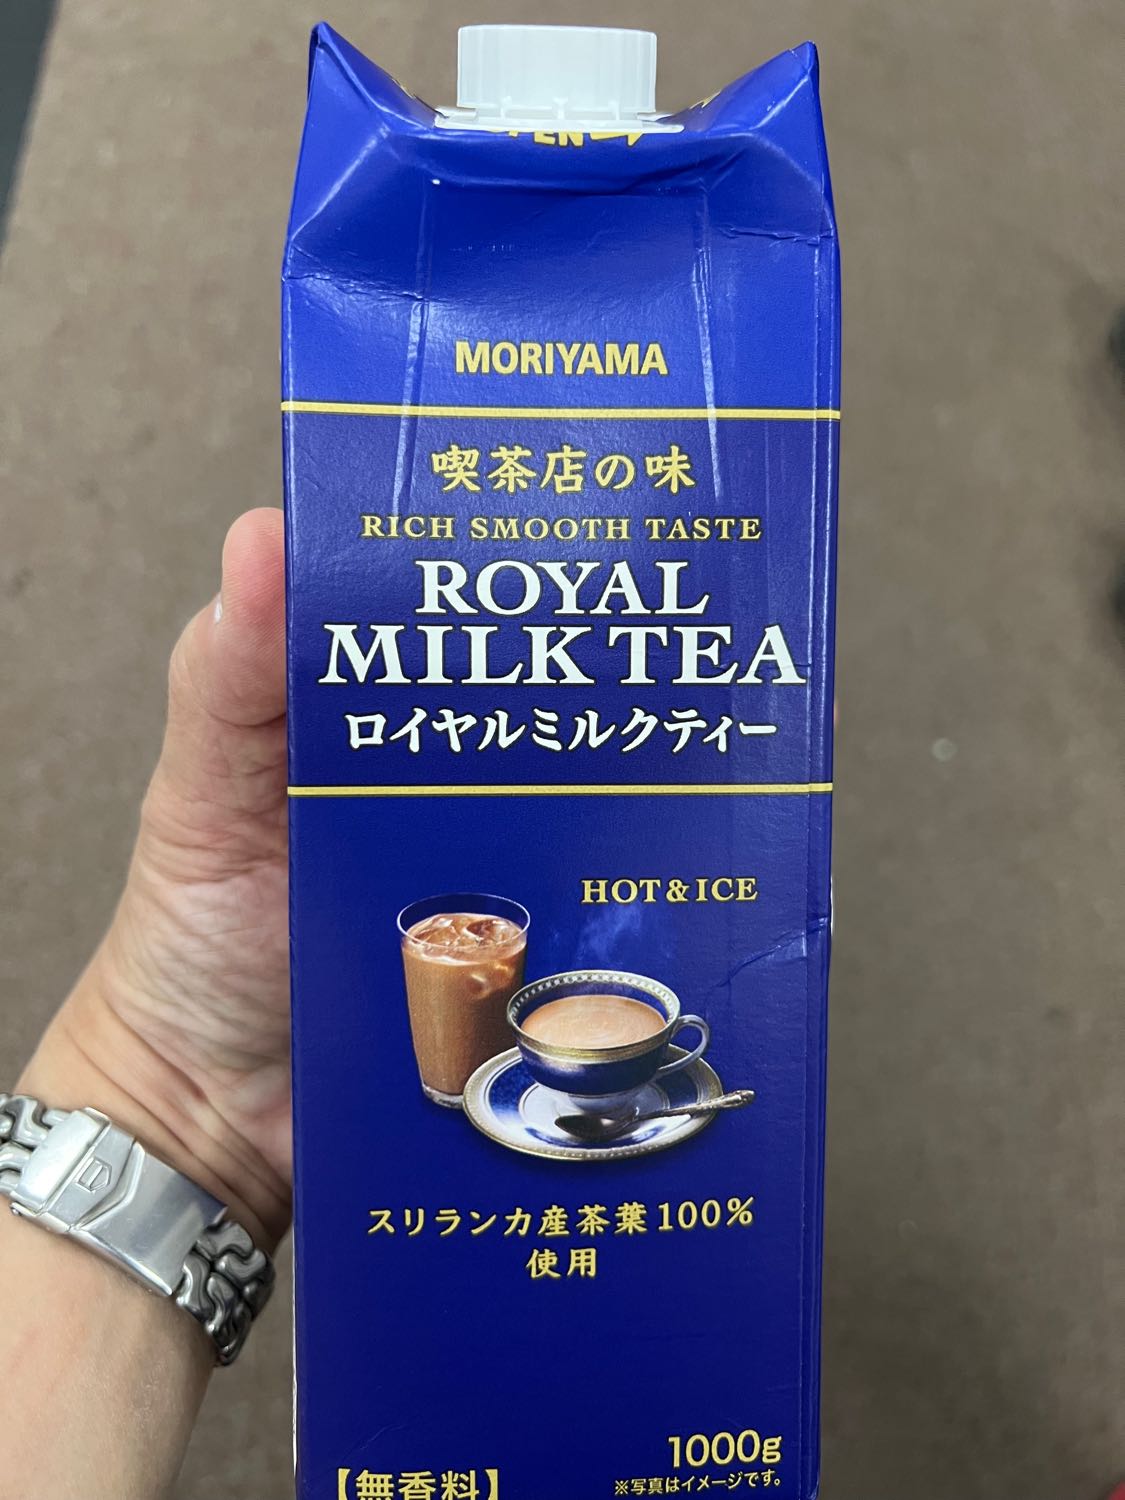 OPEN
MORIYAMA
喫茶店の味
RICH SMOOTH TASTE
ROYAL
MILK TEA
ロイヤルミルクティー
HOT & ICE
スリランカ産茶葉100%
使用
1000g
※写真はイメージです。
【無香料】